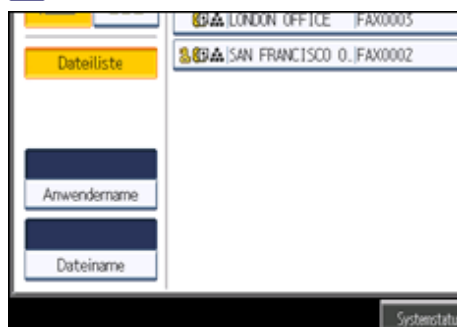 LONDON OFFICE FAX0003
Dateiliste
SAN FRANCISCO O. FAX0002
Anwendername
Dateiname
Systemstatu